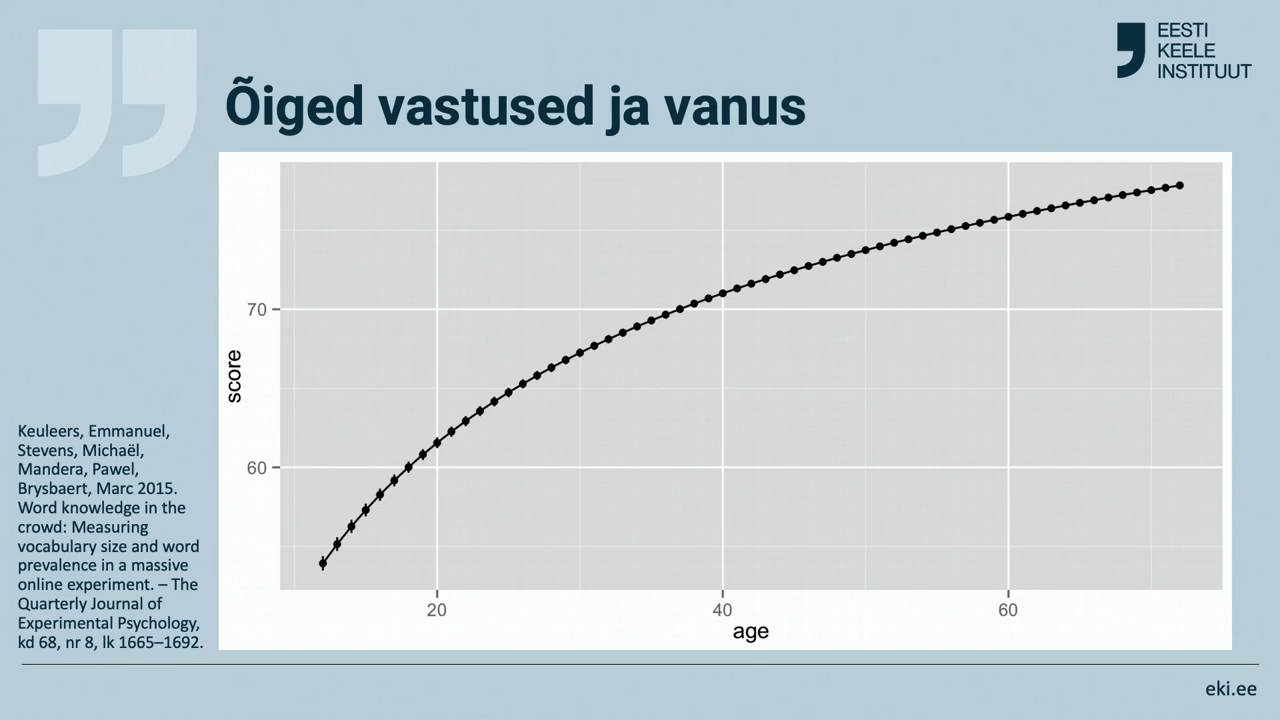 EESTI
KEELE
INSTITUUT
Õiged vastused ja vanus
70
60
score
20
40
60
age
Keuleers, Emmanuel,
Stevens, Michaël,
Mandera, Pawel,
Brysbaert, Marc 2015.
Word knowledge in the
crowd: Measuring
vocabulary size and word
prevalence in a massive
online experiment. – The
Quarterly Journal of
Experimental Psychology,
kd 68, nr 8, lk 1665–1692.
eki.ee